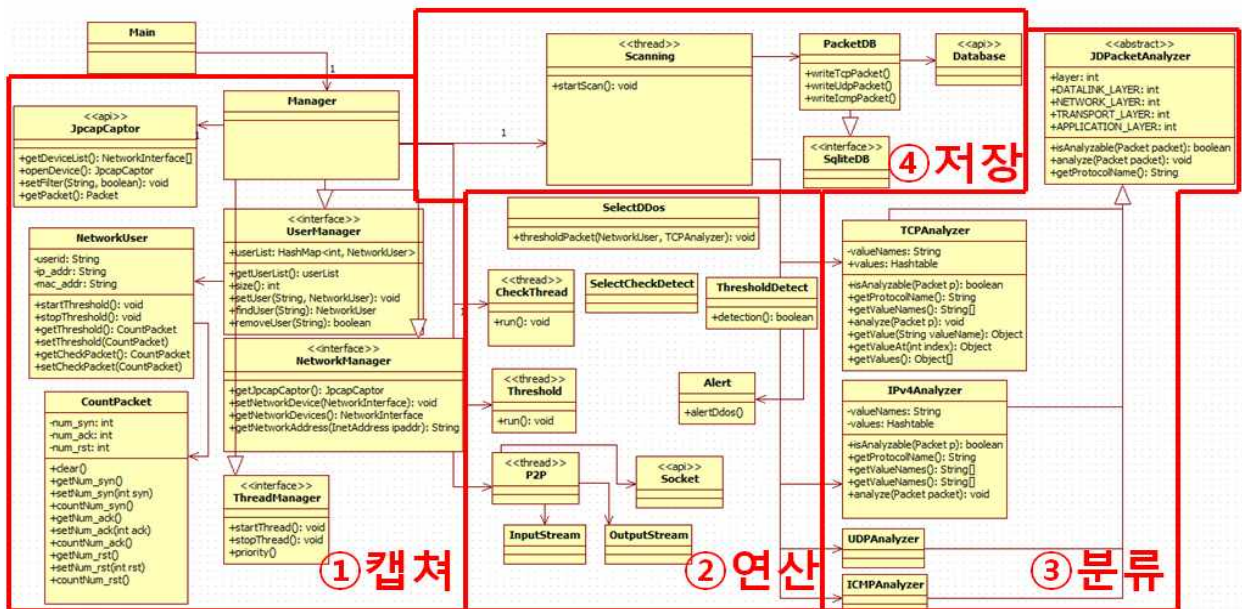 Main
1
<<thread>>
Scanning
+startScan(): void
PacketDB
+writeTcpPacket()
+writeUdpPacket()
+writeIcmpPacket()
<<api>>
Database
<<interface>>
SqliteDB
④저장
<<abstract>>
JDPacketAnalyzer
+layer: int
+DATALINK_LAYER: int
+NETWORK_LAYER: int
+TRANSPORT_LAYER: int
+APPLICATION_LAYER: int
+isAnalyzable(Packet packet): boolean
+analyze(Packet packet): void
+getProtocolName(): String
Manager
1
1
<<api>>
JpcapCaptor
+getDeviceList(): NetworkInterface[]
+openDevice(): JpcapCaptor
+setFilter(String, boolean): void
+getPacket(): Packet
<<interface>>
UserManager
+userList: HashMap<int, NetworkUser>
+getUserList(): userList
+size(): int
+setUser(String, NetworkUser): void
+findUser(String): NetworkUser
+removeUser(String): boolean
NetworkUser
-userid: String
-ip_addr: String
-mac_addr: String
+startThreshold(): void
+stopThreshold(): void
+getThreshold(): CountPacket
+setThreshold(CountPacket)
+getCheckPacket(): CountPacket
+setCheckPacket(CountPacket)
<<interface>>
NetworkManager
+getJpcapCaptor(): JpcapCaptor
+setNetworkDevice(NetworkInterface): void
+getNetworkDevices(): NetworkInterface
+getNetworkAddress(InetAddress ipaddr): String
CountPacket
-num_syn: int
-num_ack: int
-num_rst: int
+clear()
+getNum_syn()
+setNum_syn(int syn)
+countNum_syn()
+getNum_ack()
+setNum_ack(int ack)
+countNum_ack()
+getNum_rst()
+setNum_rst(int rst)
+countNum_rst()
<<interface>>
ThreadManager
+startThread(): void
+stopThread(): void
+priority()
①캡쳐
SelectDDos
+thresholdPacket(NetworkUser, TCPAnalyzer): void
<<thread>>
CheckThread
+run(): void
SelectCheckDetect
ThresholdDetect
+detection(): boolean
<<thread>>
Threshold
+run(): void
Alert
+alertDdos()
<<thread>>
P2P
<<api>>
Socket
InputStream
OutputStream
②연산
TCPAnalyzer
-valueNames: String
+values: Hashtable
+isAnalyzable(Packet p): boolean
+getProtocolName(): String
+getValueNames(): String[]
+analyze(Packet p): void
+getValue(String valueName): Object
+getValueAt(int index): Object
+getValues(): Object[]
IPv4Analyzer
-valueNames: String
-values: Hashtable
+isAnalyzable(Packet p): boolean
+getProtocolName(): String
+getValueNames(): String[]
+getValueNames(): String[]
+analyze(Packet packet): void
UDPAnalyzer
ICMPAnalyzer
③분류